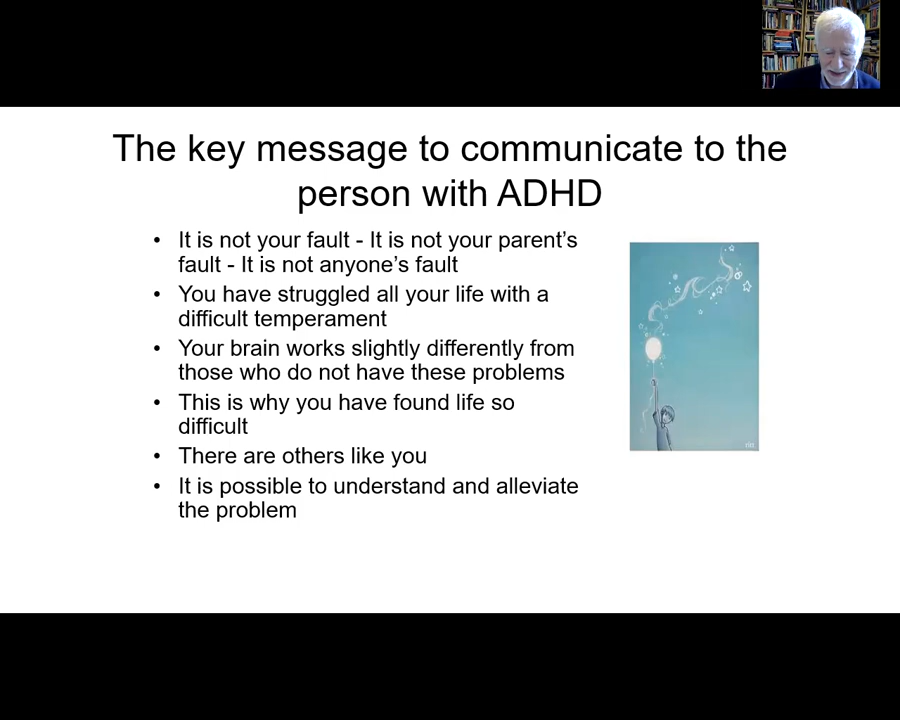 The key message to communicate to the
person with ADHD
• It is not your fault - It is not your parent’s
fault - It is not anyone’s fault
• You have struggled all your life with a
difficult temperament
• Your brain works slightly differently from
those who do not have these problems
• This is why you have found life so
difficult
• There are others like you
• It is possible to understand and alleviate
the problem